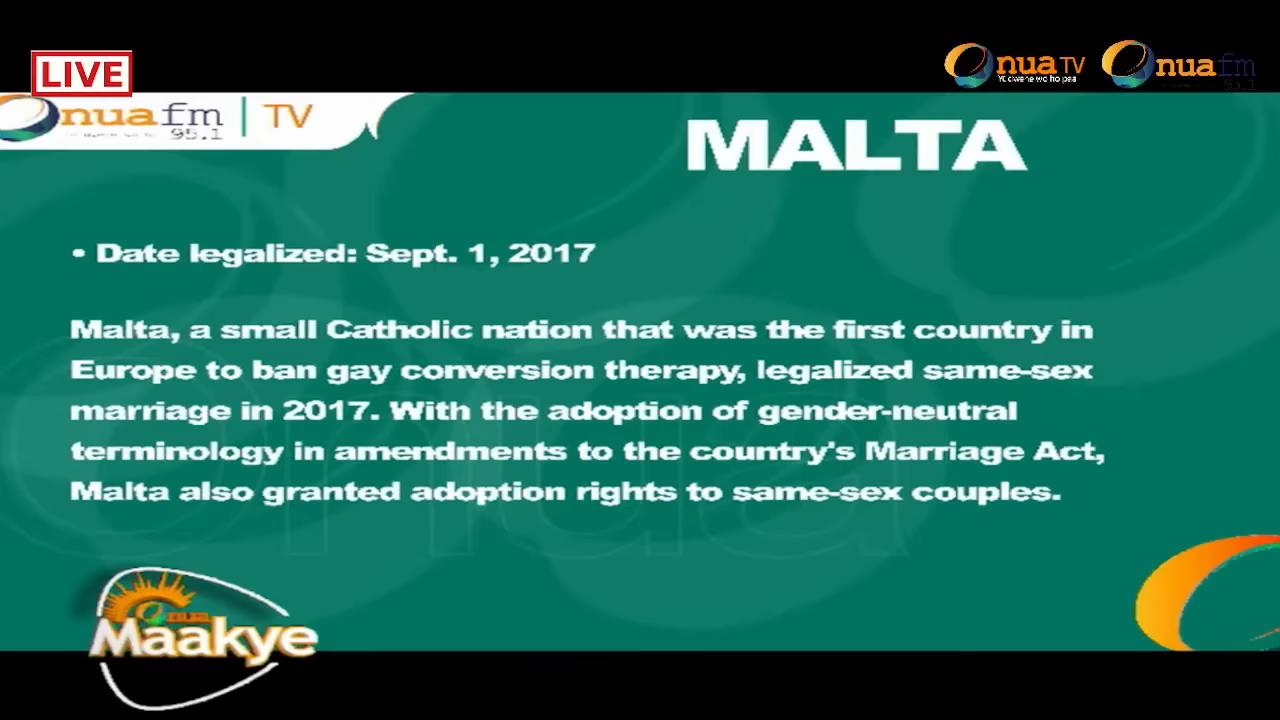 LIVE
nua TV
nua fm
95.1
nuafm | TV
95.1
MALTA
• Date legalized: Sept. 1, 2017
Malta, a small Catholic nation that was the first country in
Europe to ban gay conversion therapy, legalized same-sex
marriage in 2017. With the adoption of gender-neutral
terminology in amendments to the country's Marriage Act,
Malta also granted adoption rights to same-sex couples.
nua
Maakye